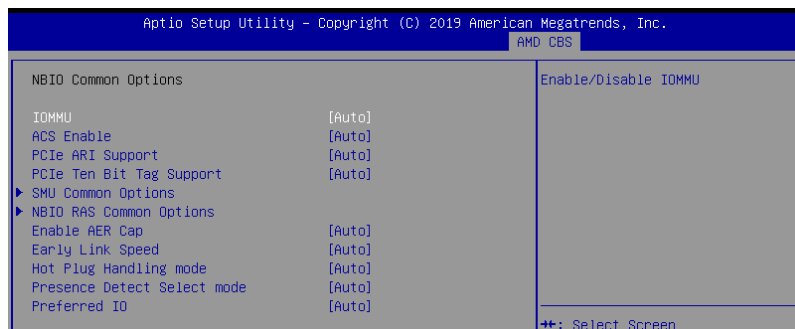 Aptio Setup Utility – Copyright (C) 2019 American Megatrends, Inc.
AMD CBS
NBIO Common Options
Enable/Disable IOMMU
IOMMU [Auto]
ACS Enable [Auto]
PCIe ARI Support [Auto]
PCIe Ten Bit Tag Support [Auto]
SMU Common Options
NBIO RAS Common Options
Enable AER Cap [Auto]
Early Link Speed [Auto]
Hot Plug Handling mode [Auto]
Presence Detect Select mode [Auto]
Preferred IO [Auto]
→←: Select Screen